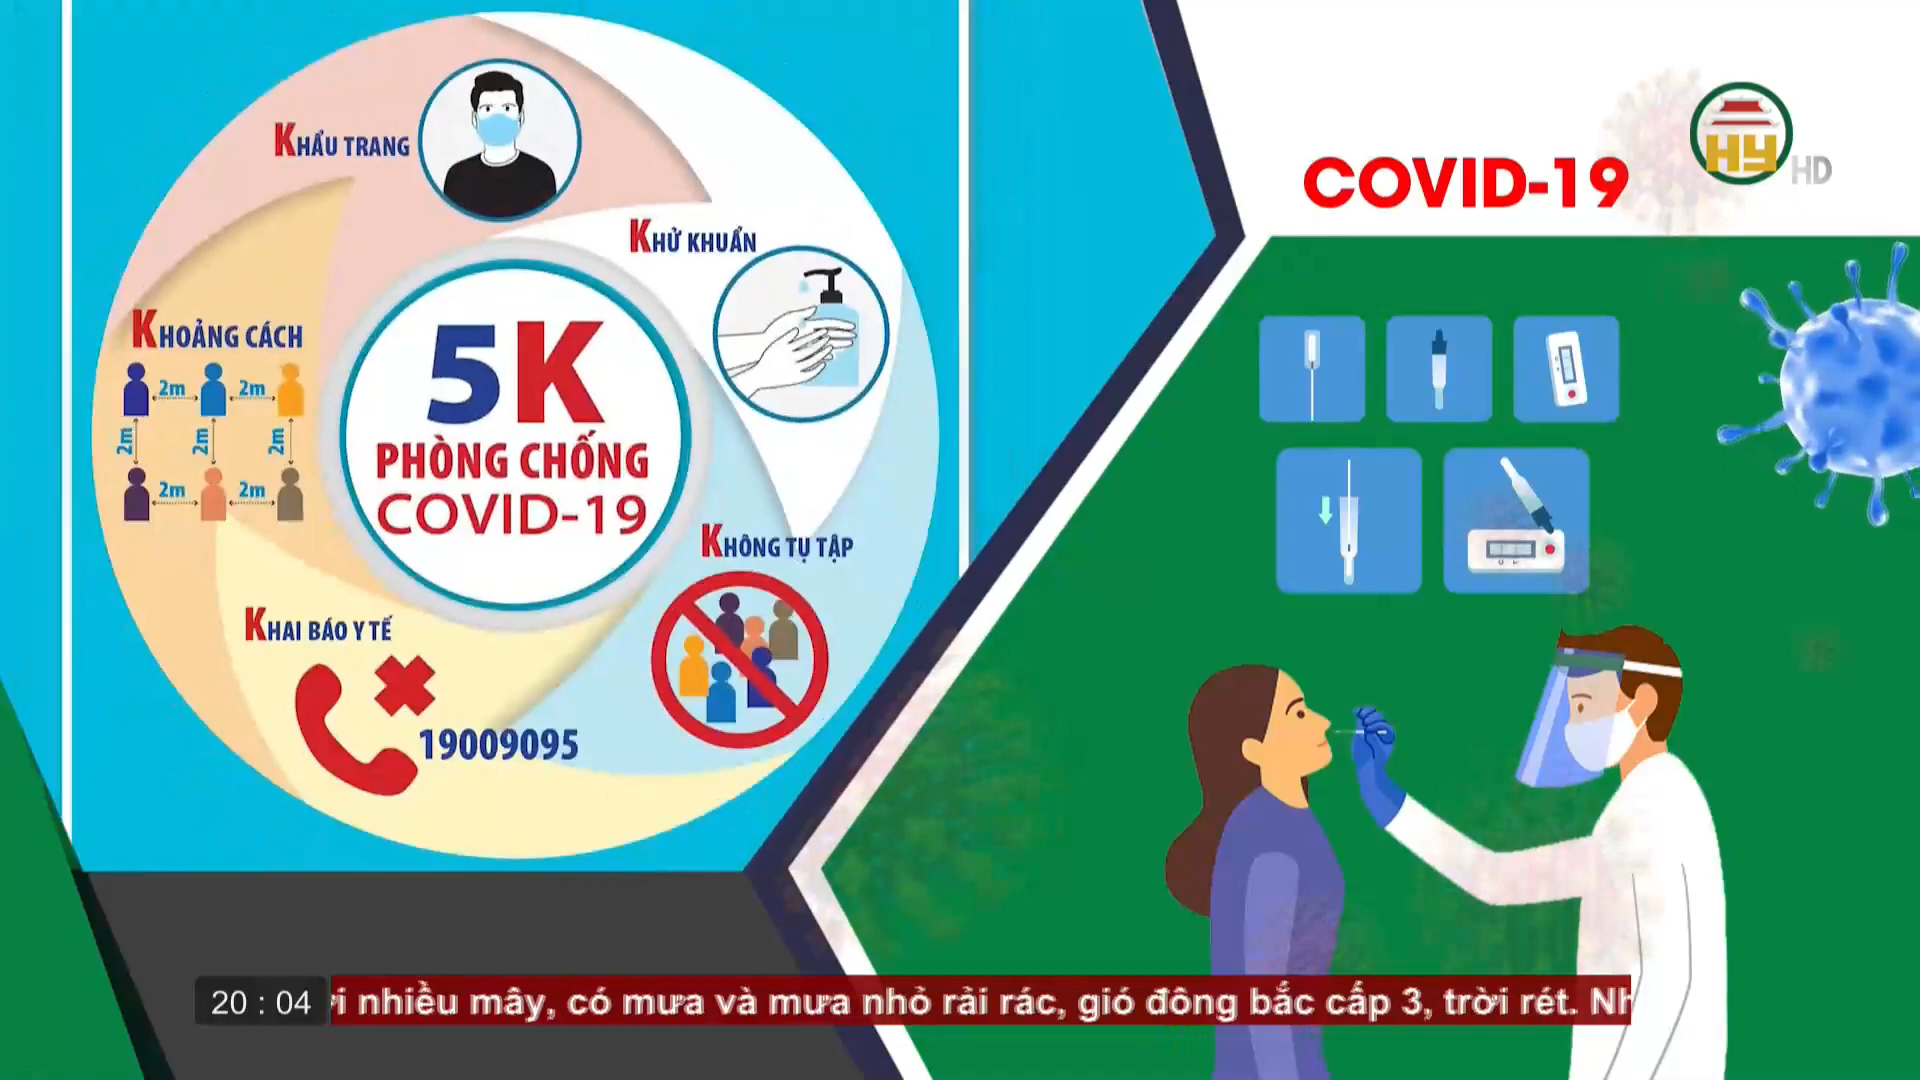 KHẨU TRANG
KHỬ KHUẨN
KHOẢNG CÁCH
2m 2m
2m 2m 2m
2m 2m
5K
PHÒNG CHỐNG
COVID-19
KHÔNG TỤ TẬP
KHAI BÁO Y TẾ
19009095
COVID-19
HY HD
20 : 04
nhiều mây, có mưa và mưa nhỏ rải rác, gió đông bắc cấp 3, trời rét.